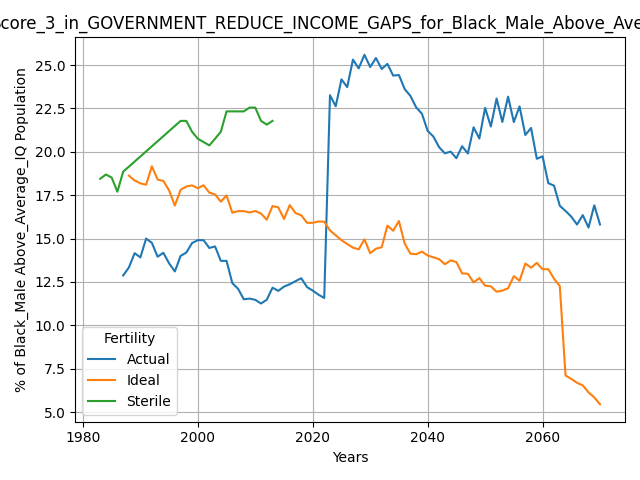 core_3_in_GOVERNMENT_REDUCE_INCOME_GAPS_for_Black_Male_Above_Ave
% of Black_Male Above_Average_IQ Population
25.0
22.5
20.0
17.5
15.0
12.5
10.0
7.5
5.0
Fertility
Actual
Ideal
Sterile
1980
2000
2020
2040
2060
Years